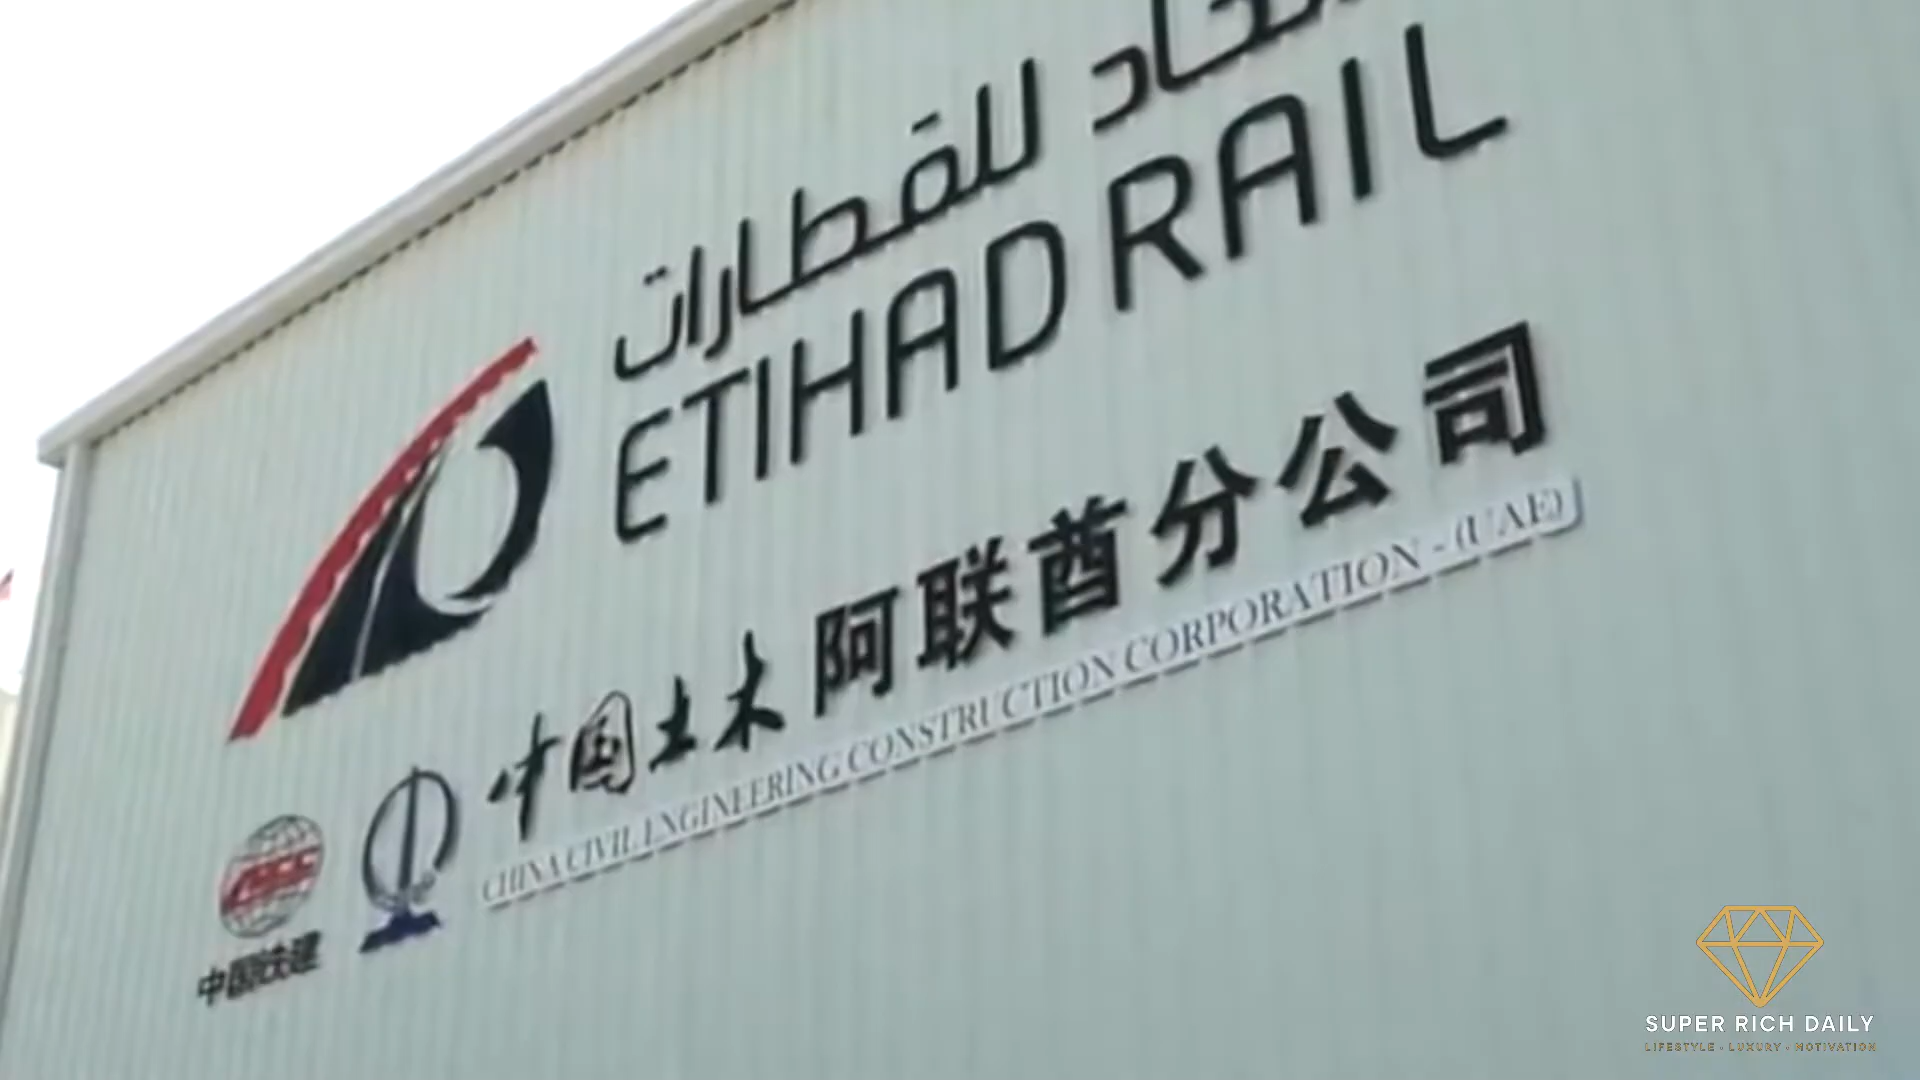 للقطارات
ETIHAD RAIL
中国土木阿联酋分公司
CHINA CIVIL ENGINEERING CONSTRUCTION CORPORATION - (UAE)
中国铁建
SUPER RICH DAILY
LIFESTYLE - LUXURY - MOTIVATION